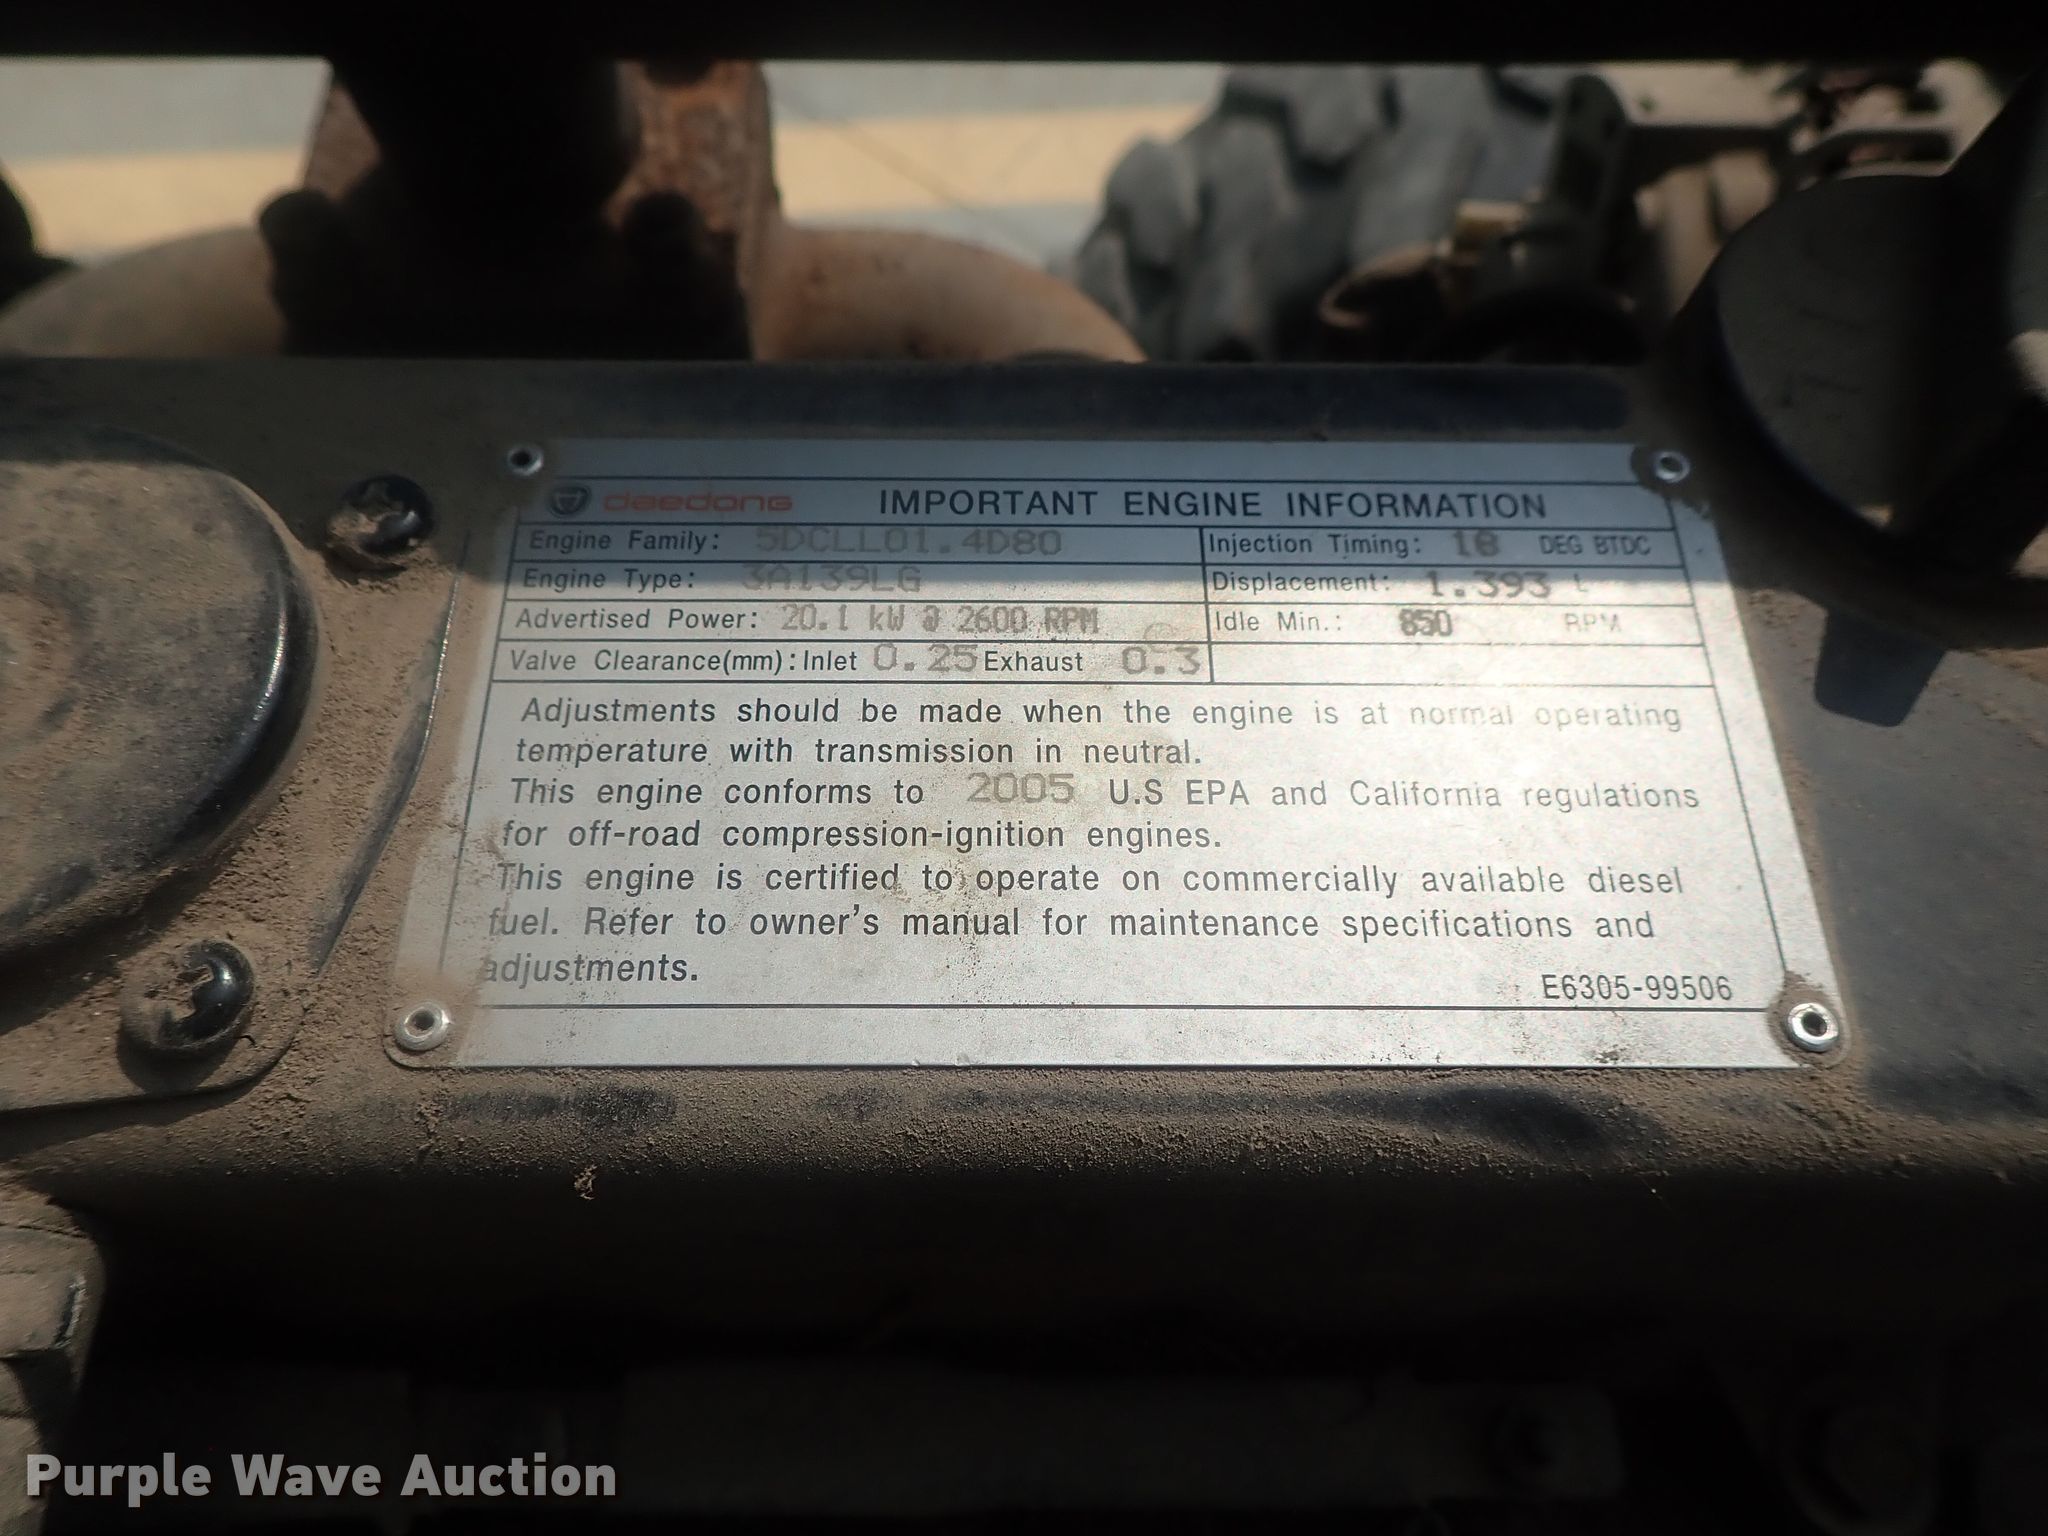 daedong IMPORTANT ENGINE INFORMATION
Engine Family: 5DCLL01.4D80 Injection Timing: 18 DEG BTDC
Engine Type: 3A139LG Displacement: 1.393 L
Advertised Power: 20.1 kW @ 2600 RPM Idle Min.: 850 RPM
Valve Clearance(mm): Inlet 0.25 Exhaust 0.3
Adjustments should be made when the engine is at normal operating
temperature with transmission in neutral.
This engine conforms to 2005 U.S EPA and California regulations
for off-road compression-ignition engines.
This engine is certified to operate on commercially available diesel
fuel. Refer to owner's manual for maintenance specifications and
adjustments.
E6305-99506
Purple Wave Auction